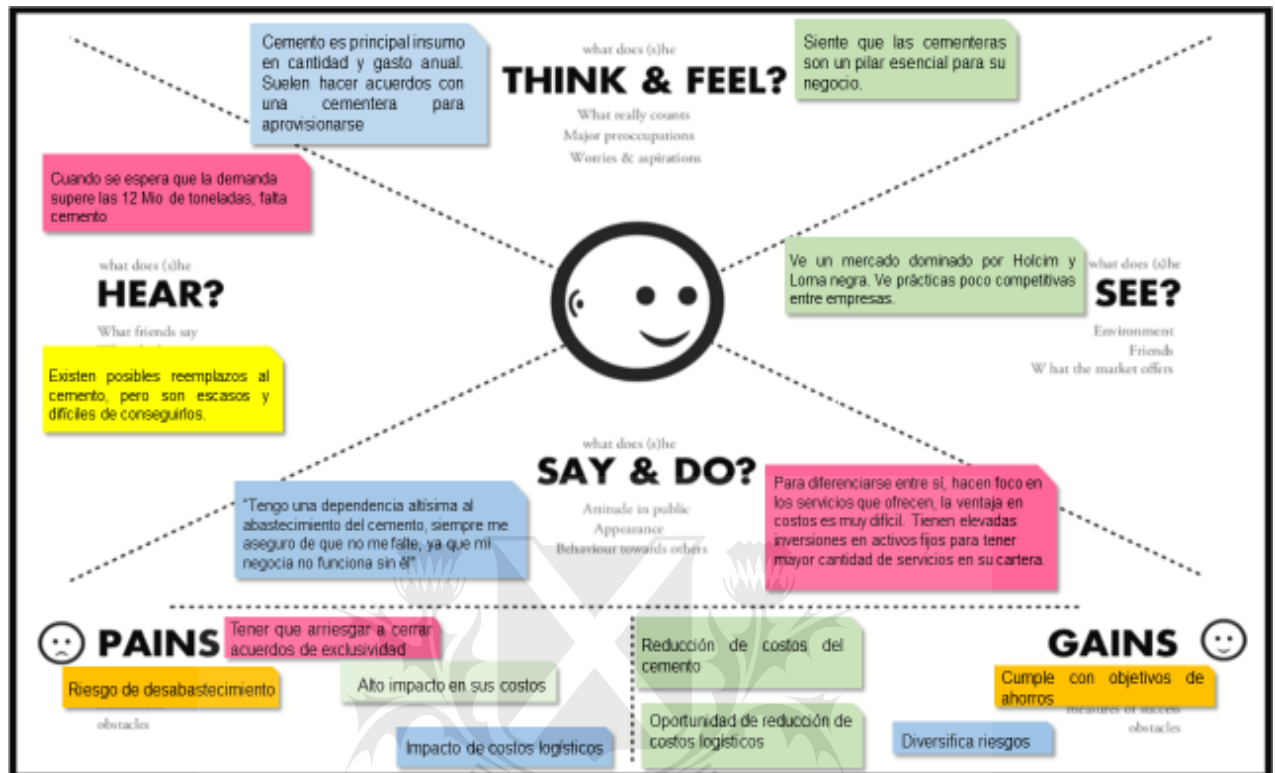 Cemento es principal insumo
en cantidad y gasto anual.
Suelen hacer acuerdos con
una cementera para
aprovisionarse
what does (s)he
THINK & FEEL?
What really counts
Major preoccupations
Worries & aspirations
Siente que las cementeras
son un pilar esencial para su
negocio.
Cuando se espera que la demanda
supere las 12 Mio de toneladas, falta
cemento
what does (s)he
HEAR?
What friends say
Existen posibles reemplazos al
cemento, pero son escasos y
difíciles de conseguirlos.
Ve un mercado dominado por Holcim y
Loma negra. Ve prácticas poco competitivas
entre empresas.
what does (s)he
SEE?
Environment
Friends
W hat the market offers
what does (s)he
SAY & DO?
Attitude in public
Appearance
Behaviour towards others
"Tengo una dependencia altísima al
abastecimiento del cemento, siempre me
aseguro de que no me falte, ya que mi
negocia no funciona sin él"
Para diferenciarse entre sí, hacen foco en
los servicios que ofrecen, la ventaja en
costos es muy difícil. Tienen elevadas
inversiones en activos fijos para tener
mayor cantidad de servicios en su cartera.
PAINS
Tener que arriesgar a cerrar
acuerdos de exclusividad
Riesgo de desabastecimiento
obstacles
Alto impacto en sus costos
Impacto de costos logísticos
Reducción de costos del
cemento
Oportunidad de reducción de
costos logísticos
GAINS
Cumple con objetivos de
ahorros
measures of success
obstacles
Diversifica riesgos